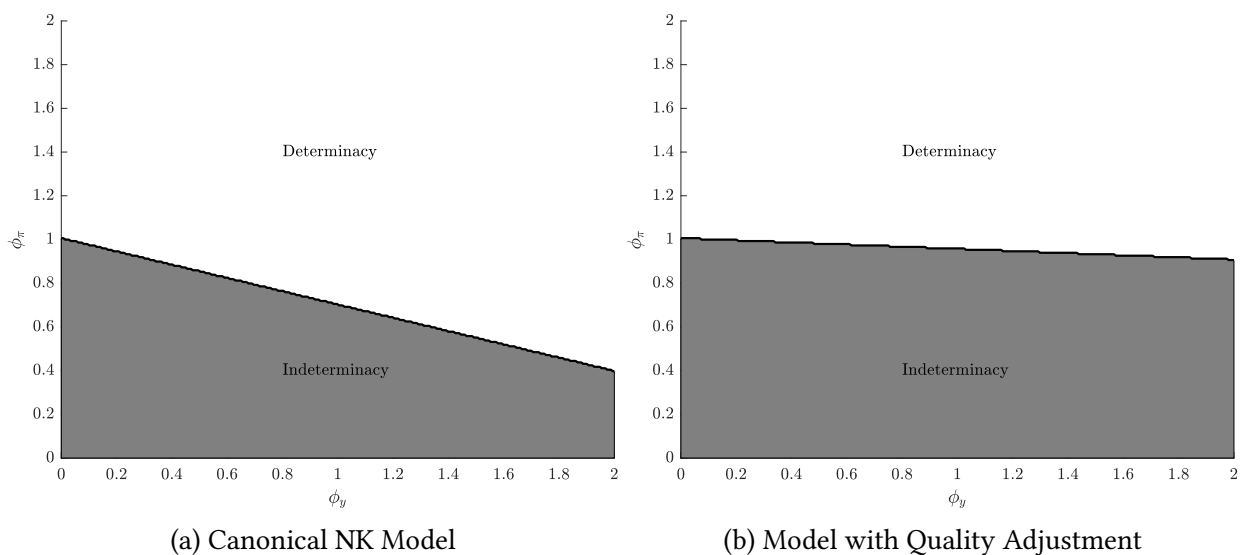 2
1.8
1.6
1.4
1.2
1
0.8
0.6
0.4
0.2
0
ϕ_π
Determinacy
Indeterminacy
0 0.2 0.4 0.6 0.8 1 1.2 1.4 1.6 1.8 2
ϕ_y
(a) Canonical NK Model
2
1.8
1.6
1.4
1.2
1
0.8
0.6
0.4
0.2
0
ϕ_π
Determinacy
Indeterminacy
0 0.2 0.4 0.6 0.8 1 1.2 1.4 1.6 1.8 2
ϕ_y
(b) Model with Quality Adjustment